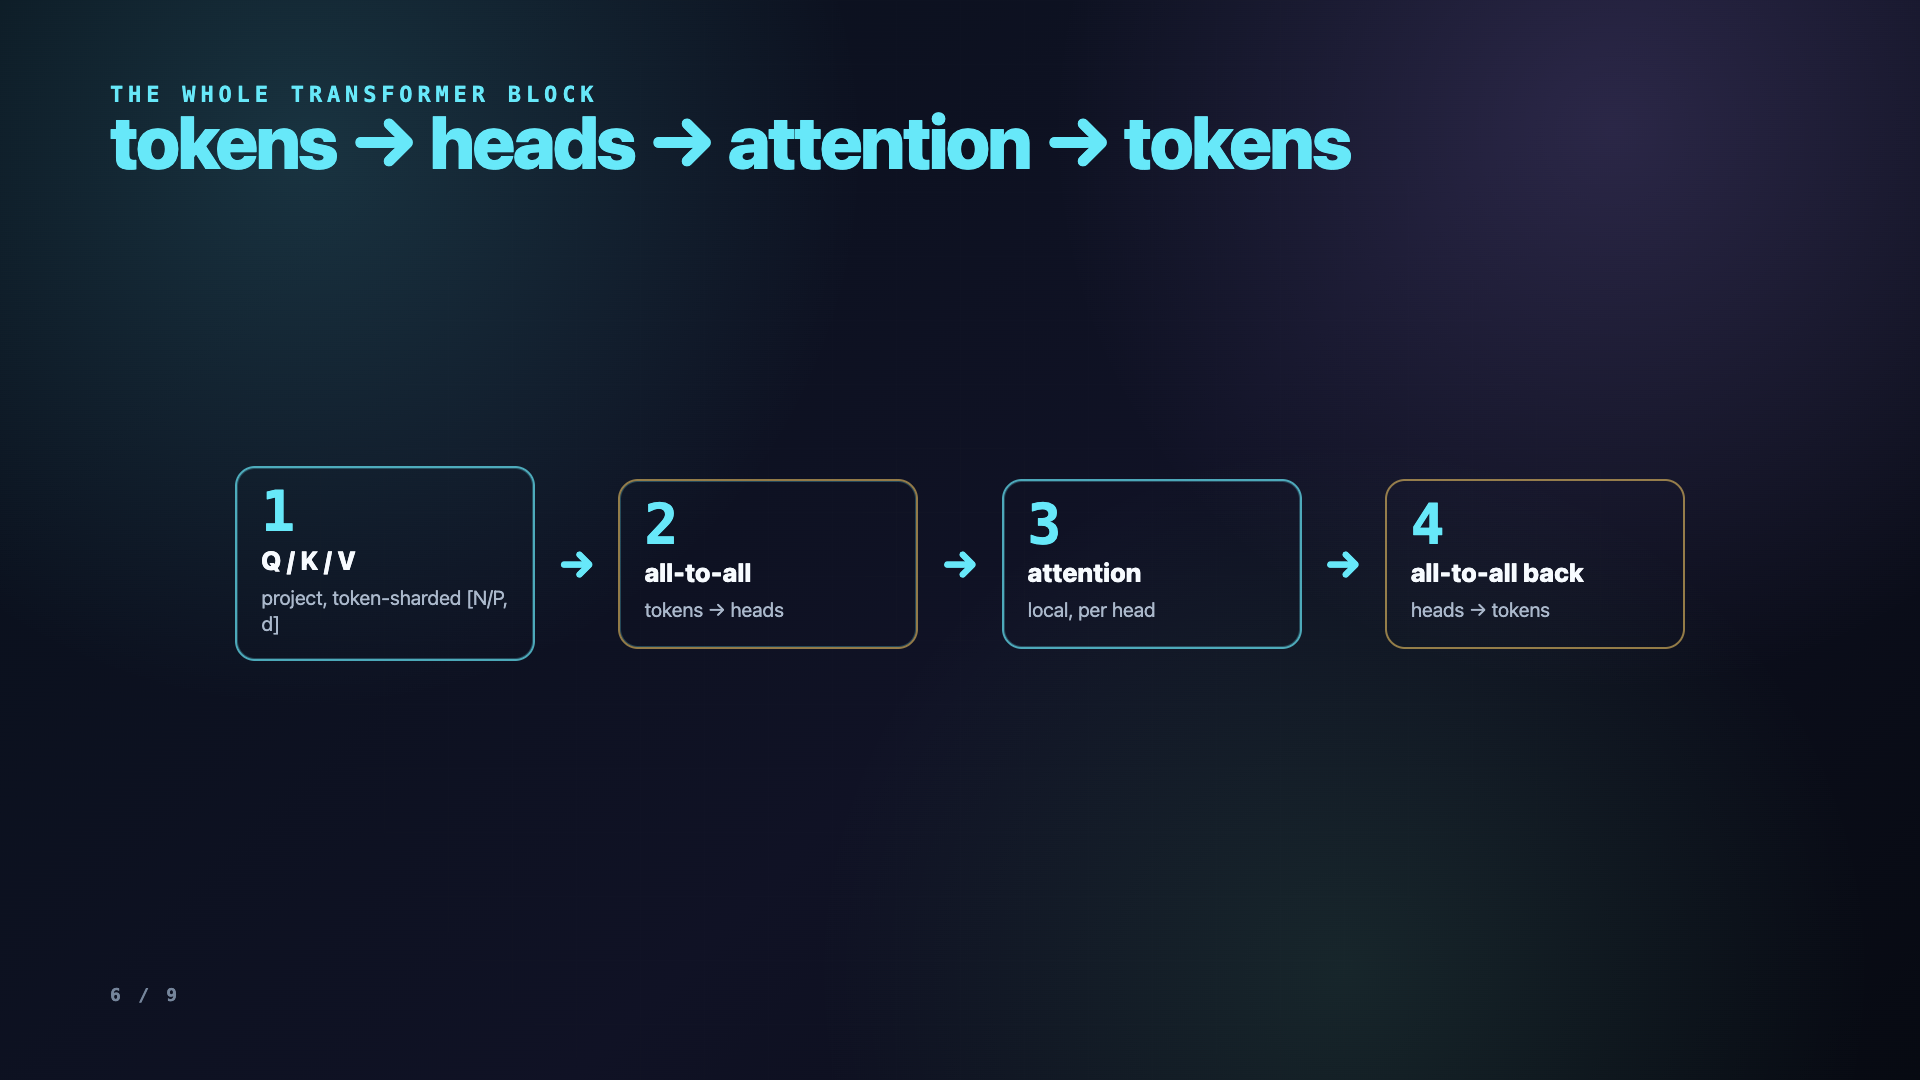 THE WHOLE TRANSFORMER BLOCK
tokens → heads → attention → tokens
1
Q / K / V
project, token-sharded [N/P,
d]
→
2
all-to-all
tokens → heads
→
3
attention
local, per head
→
4
all-to-all back
heads → tokens
6 / 9